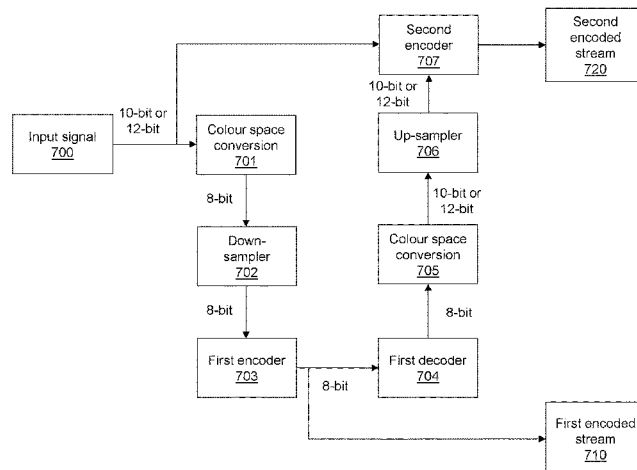 Second
encoder
707
Second
encoded
stream
720
10-bit or
12-bit
10-bit or
12-bit
Input signal
700
Colour space
conversion
701
Up-sampler
706
8-bit
10-bit or
12-bit
Down-
sampler
702
Colour space
conversion
705
8-bit
8-bit
First encoder
703
First decoder
704
8-bit
First encoded
stream
710